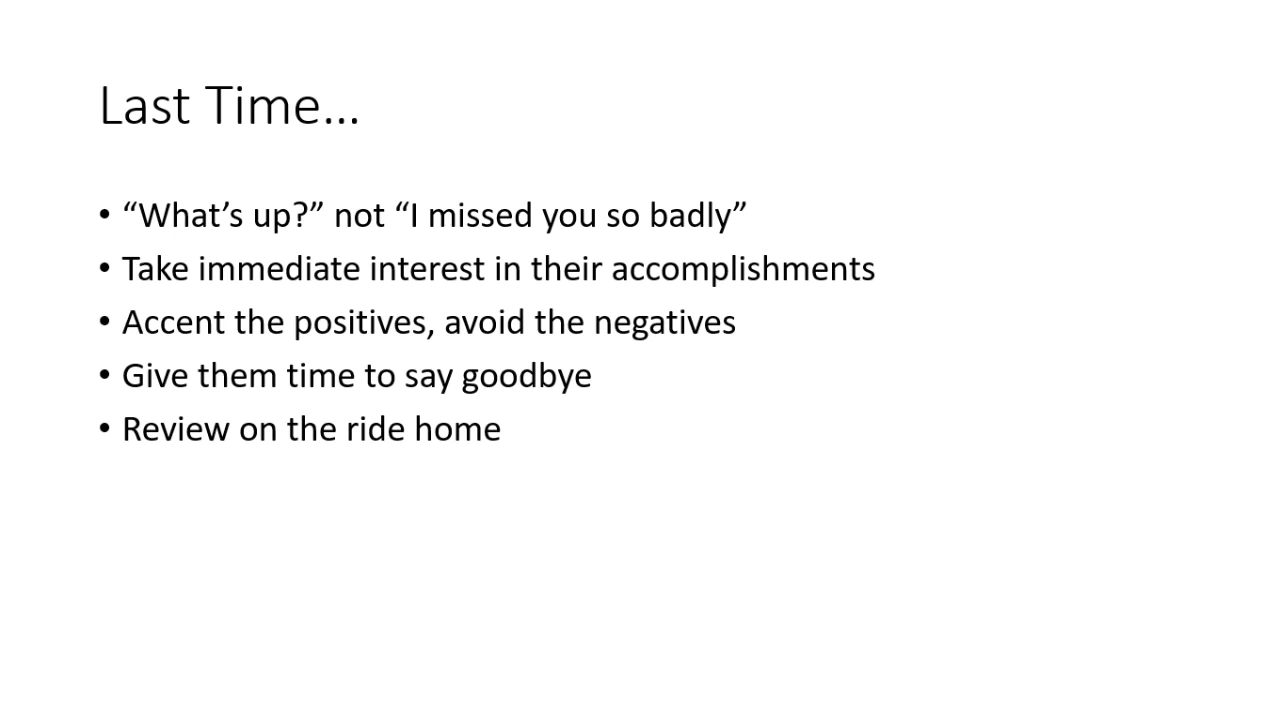 Last Time…
• “What’s up?” not “I missed you so badly”
• Take immediate interest in their accomplishments
• Accent the positives, avoid the negatives
• Give them time to say goodbye
• Review on the ride home